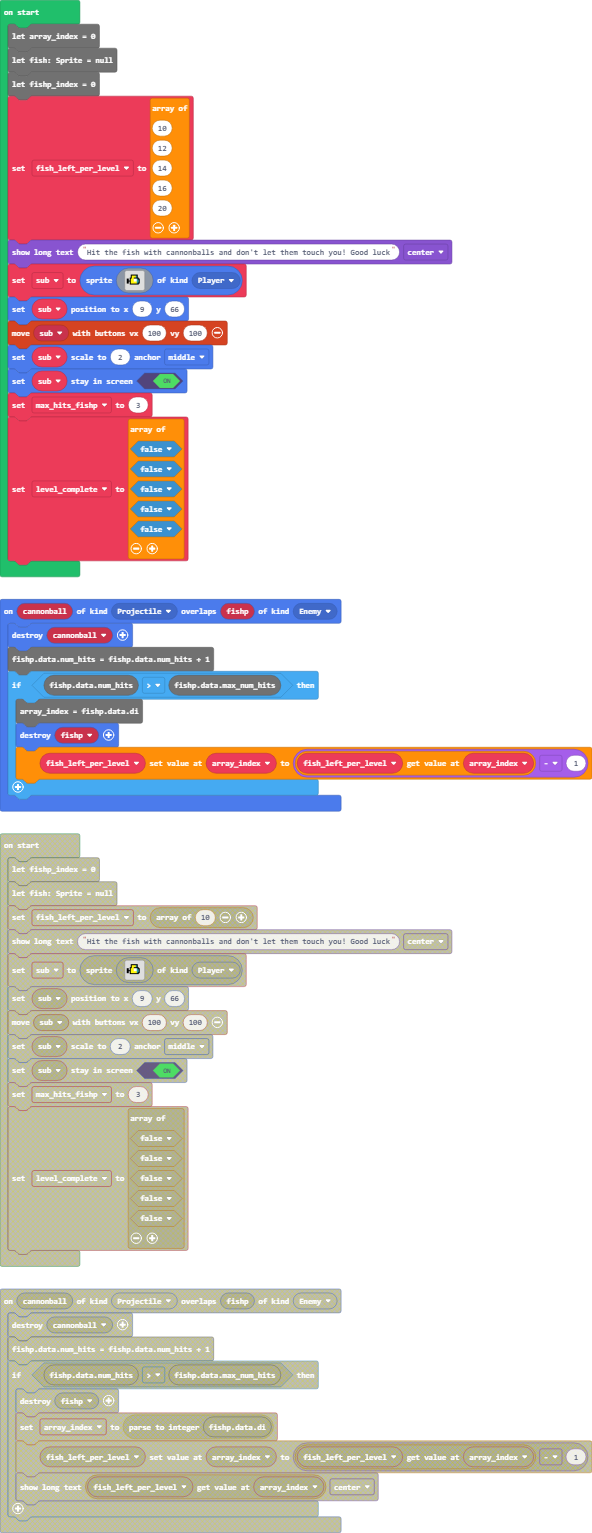 on start
let array_index = 0
let fish: Sprite = null
let fishp_index = 0
array of
10
12
14
set fish_left_per_level to
16
20
show long text "Hit the fish with cannonballs and don't let them touch you! Good luck" center
set sub to sprite of kind Player
set sub position to x 9 y 66
move sub with buttons vx 100 vy 100
set sub scale to 2 anchor middle
set sub stay in screen ON
set max_hits_fishp to 3
array of
false
false
set level_complete to false
false
false
on cannonball of kind Projectile overlaps fishp of kind Enemy
destroy cannonball
fishp.data.num_hits = fishp.data.num_hits + 1
if fishp.data.num_hits > fishp.data.max_num_hits then
array_index = fishp.data.di
destroy fishp
fish_left_per_level set value at array_index to fish_left_per_level get value at array_index - 1
on start
let fishp_index = 0
let fish: Sprite = null
set fish_left_per_level to array of 10
show long text "Hit the fish with cannonballs and don't let them touch you! Good luck" center
set sub to sprite of kind Player
set sub position to x 9 y 66
move sub with buttons vx 100 vy 100
set sub scale to 2 anchor middle
set sub stay in screen ON
set max_hits_fishp to 3
array of
false
false
set level_complete to false
false
false
on cannonball of kind Projectile overlaps fishp of kind Enemy
destroy cannonball
fishp.data.num_hits = fishp.data.num_hits + 1
if fishp.data.num_hits > fishp.data.max_num_hits then
destroy fishp
set array_index to parse to integer fishp.data.di
fish_left_per_level set value at array_index to fish_left_per_level get value at array_index - 1
show long text fish_left_per_level get value at array_index center